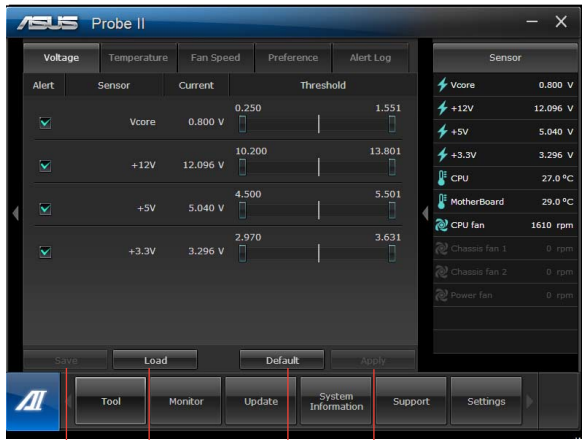 ASUS Probe II
Voltage Temperature Fan Speed Preference Alert Log
Alert Sensor Current Threshold
0.250 1.551
Vcore 0.800 V
10.200 13.801
+12V 12.096 V
4.500 5.501
+5V 5.040 V
2.970 3.631
+3.3V 3.296 V
Save Load Default Apply
Sensor
Vcore 0.800 V
+12V 12.096 V
+5V 5.040 V
+3.3V 3.296 V
CPU 27.0 ºC
MotherBoard 29.0 ºC
CPU fan 1610 rpm
Chassis fan 1 0 rpm
Chassis fan 2 0 rpm
Power fan 0 rpm
AI Tool Monitor Update System Information Support Settings